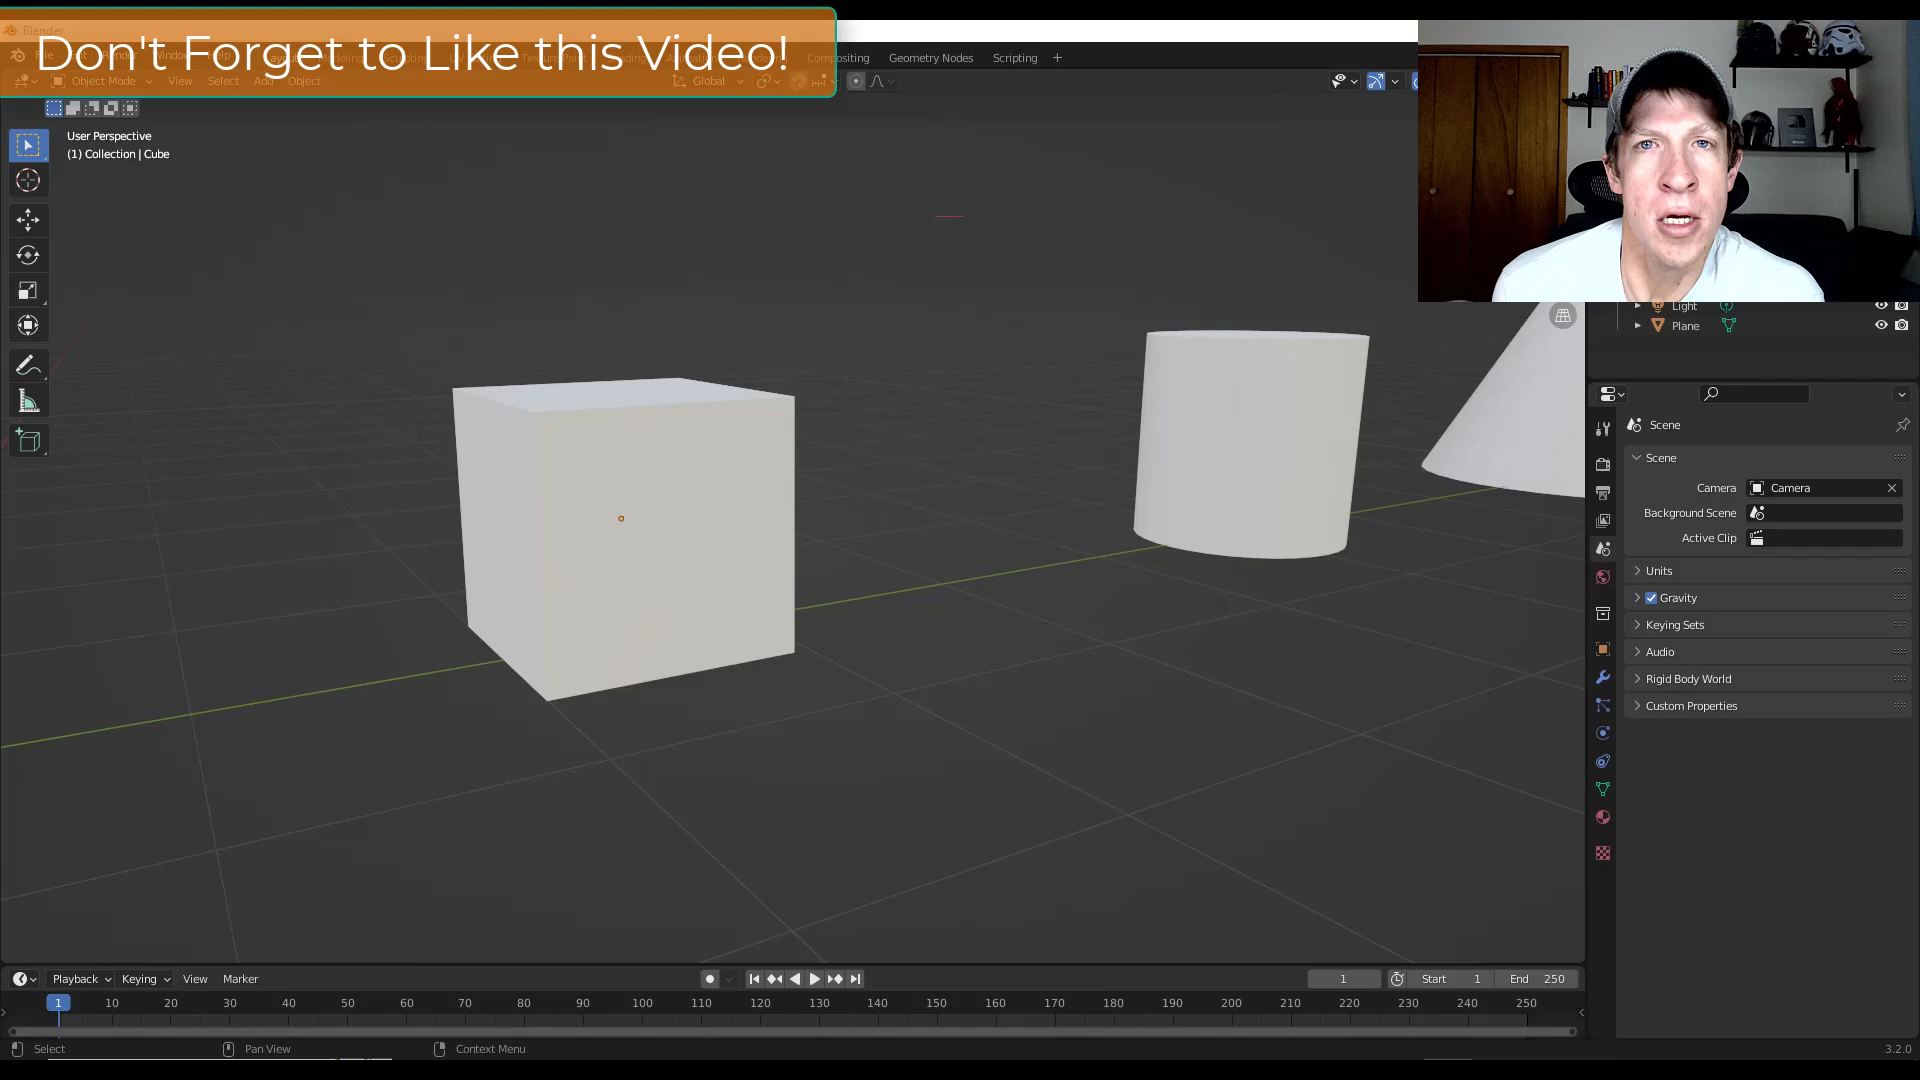 Don't Forget to Like this Video!
Blender
Compositing
Geometry Nodes
Scripting
Object Mode
View
Select
Add
Object
Global
User Perspective
(1) Collection | Cube
Light
Plane
Scene
Scene
Camera
Camera
Background Scene
Active Clip
Units
Gravity
Keying Sets
Audio
Rigid Body World
Custom Properties
Playback
Keying
View
Marker
1
Start 1
End 250
1 10 20 30 40 50 60 70 80 90 100 110 120 130 140 150 160 170 180 190 200 210 220 230 240 250
Select
Pan View
Context Menu
3.2.0